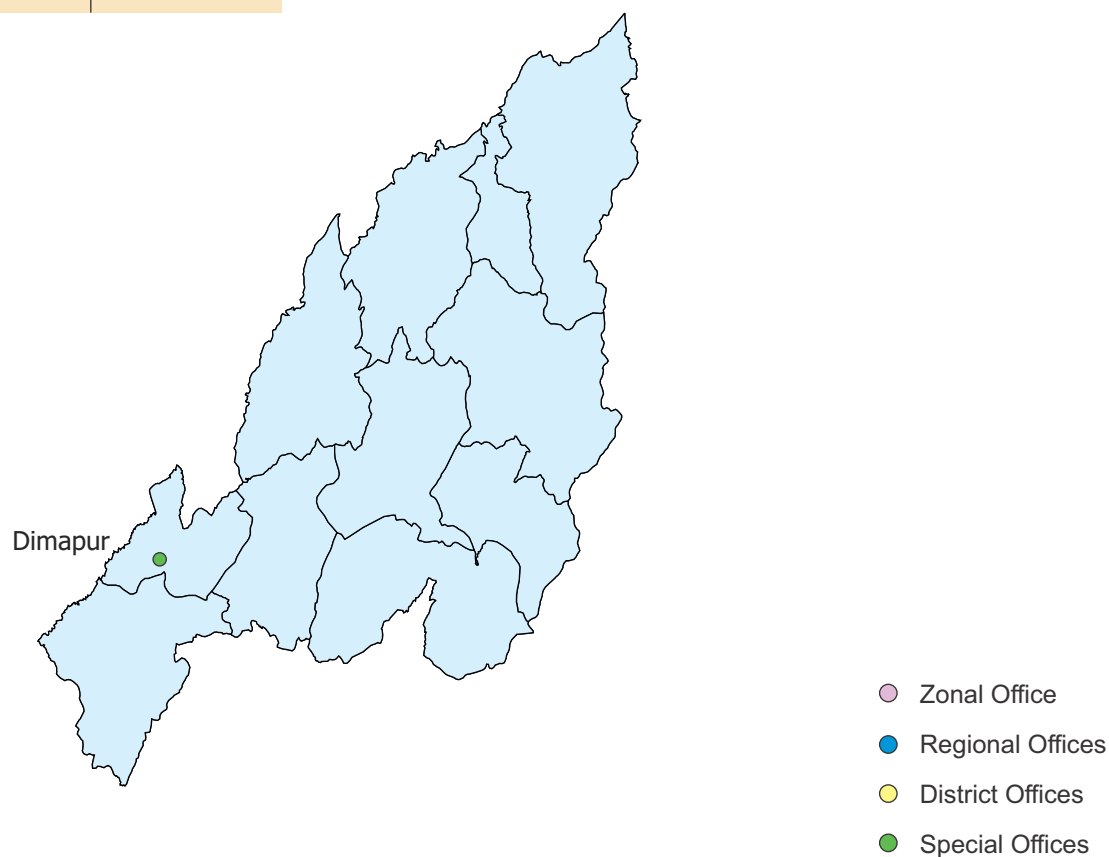 Dimapur
Zonal Office
Regional Offices
District Offices
Special Offices